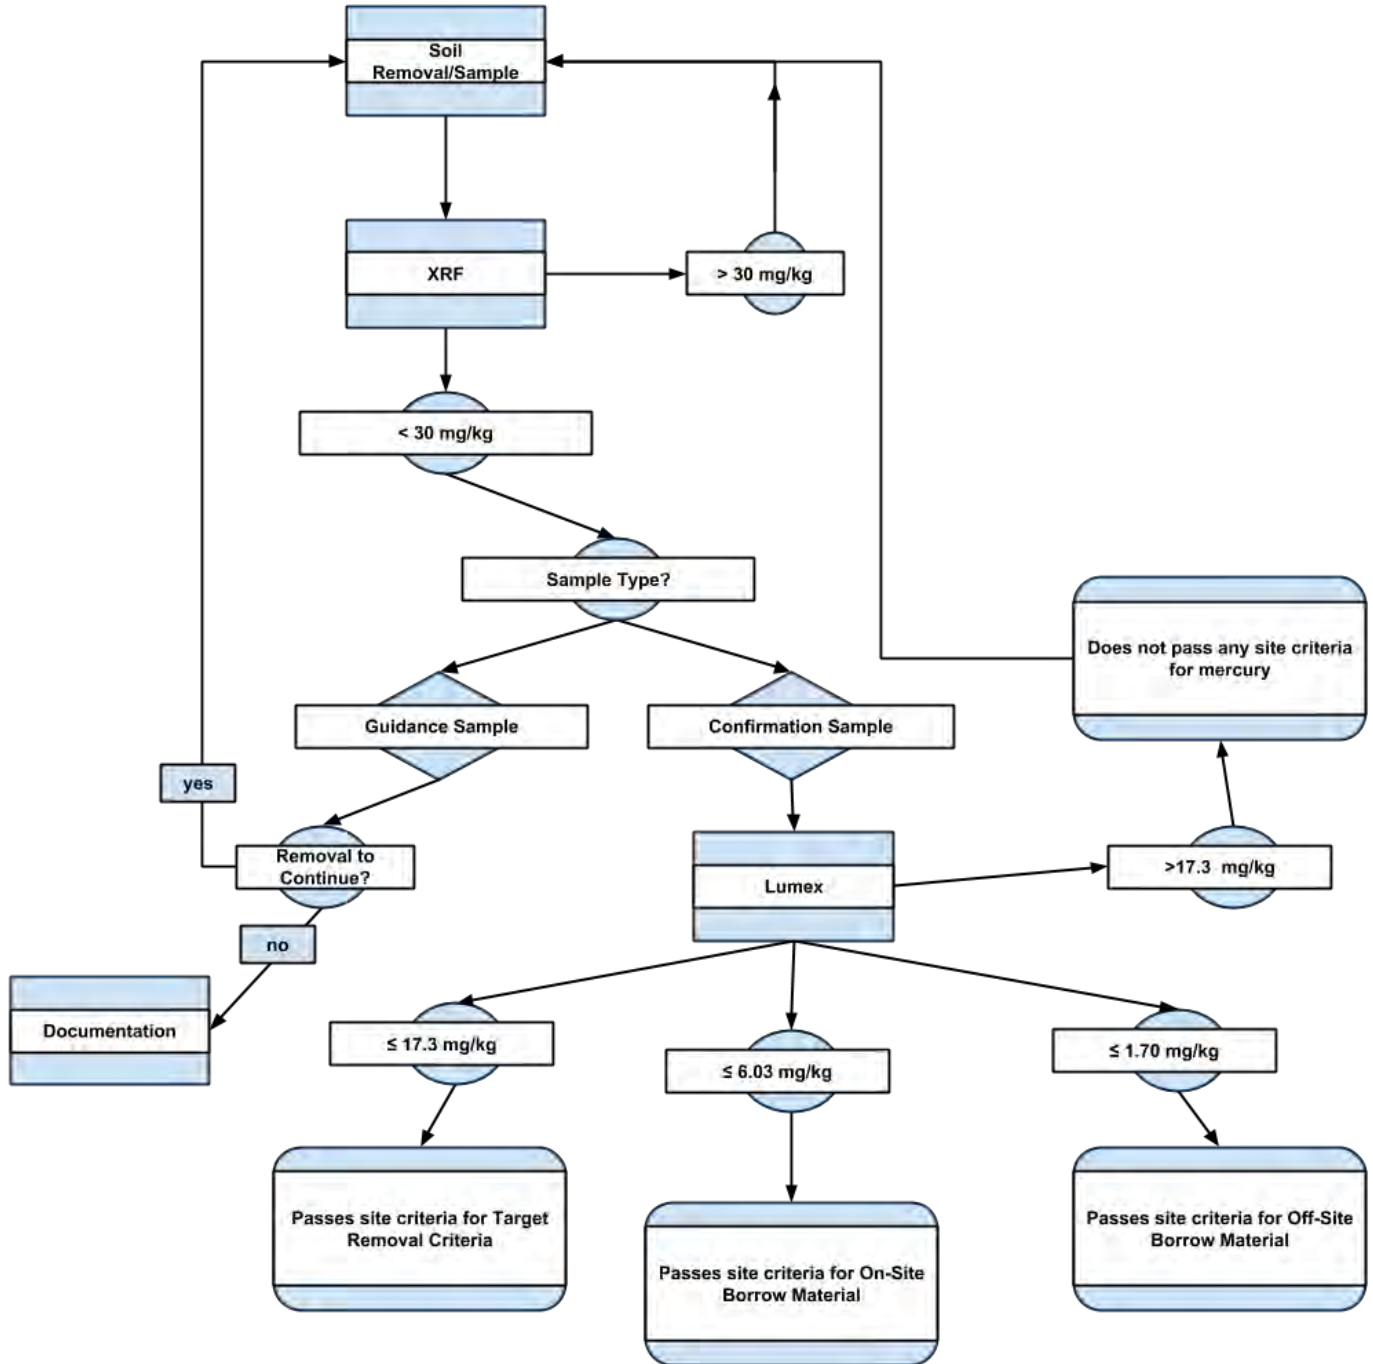 Soil
Removal/Sample
XRF
> 30 mg/kg
< 30 mg/kg
Sample Type?
Does not pass any site criteria
for mercury
Guidance Sample
Confirmation Sample
yes
Removal to
Continue?
Lumex
>17.3 mg/kg
no
Documentation
≤ 17.3 mg/kg
≤ 6.03 mg/kg
≤ 1.70 mg/kg
Passes site criteria for Target
Removal Criteria
Passes site criteria for On-Site
Borrow Material
Passes site criteria for Off-Site
Borrow Material